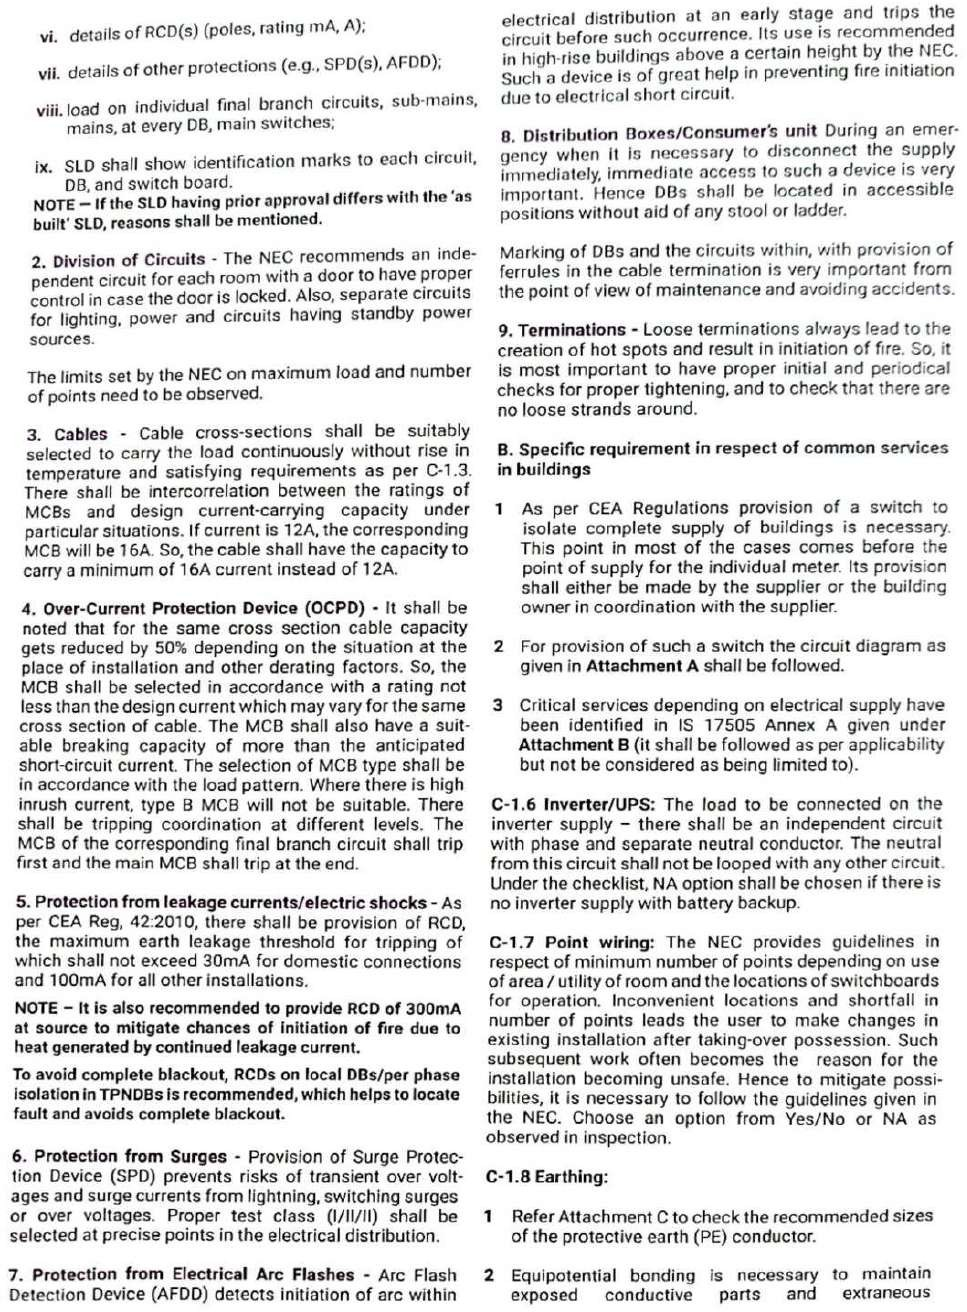 vi. details of RCD(s) (poles, rating mA, A);
vii. details of other protections (e.g., SPD(s), AFDD);
viii. load on individual final branch circuits, sub-mains,
mains, at every DB, main switches;
ix. SLD shall show identification marks to each circuit,
DB, and switch board.
NOTE – If the SLD having prior approval differs with the 'as
built' SLD, reasons shall be mentioned.
2. Division of Circuits - The NEC recommends an inde-
pendent circuit for each room with a door to have proper
control in case the door is locked. Also, separate circuits
for lighting, power and circuits having standby power
sources.
The limits set by the NEC on maximum load and number
of points need to be observed.
3. Cables - Cable cross-sections shall be suitably
selected to carry the load continuously without rise in
temperature and satisfying requirements as per C-1.3.
There shall be intercorrelation between the ratings of
MCBs and design current-carrying capacity under
particular situations. If current is 12A, the corresponding
MCB will be 16A. So, the cable shall have the capacity to
carry a minimum of 16A current instead of 12A.
4. Over-Current Protection Device (OCPD) - It shall be
noted that for the same cross section cable capacity
gets reduced by 50% depending on the situation at the
place of installation and other derating factors. So, the
MCB shall be selected in accordance with a rating not
less than the design current which may vary for the same
cross section of cable. The MCB shall also have a suit-
able breaking capacity of more than the anticipated
short-circuit current. The selection of MCB type shall be
in accordance with the load pattern. Where there is high
inrush current, type B MCB will not be suitable. There
shall be tripping coordination at different levels. The
MCB of the corresponding final branch circuit shall trip
first and the main MCB shall trip at the end.
5. Protection from leakage currents/electric shocks - As
per CEA Reg, 42:2010, there shall be provision of RCD,
the maximum earth leakage threshold for tripping of
which shall not exceed 30mA for domestic connections
and 100mA for all other installations.
NOTE – It is also recommended to provide RCD of 300mA
at source to mitigate chances of initiation of fire due to
heat generated by continued leakage current.
To avoid complete blackout, RCDs on local DBs/per phase
isolation in TPNDBs is recommended, which helps to locate
fault and avoids complete blackout.
6. Protection from Surges - Provision of Surge Protec-
tion Device (SPD) prevents risks of transient over volt-
ages and surge currents from lightning, switching surges
or over voltages. Proper test class (I/II/II) shall be
selected at precise points in the electrical distribution.
7. Protection from Electrical Arc Flashes - Arc Flash
Detection Device (AFDD) detects initiation of arc within
electrical distribution at an early stage and trips the
circuit before such occurrence. Its use is recommended
in high-rise buildings above a certain height by the NEC.
Such a device is of great help in preventing fire initiation
due to electrical short circuit.
8. Distribution Boxes/Consumer's unit During an emer-
gency when it is necessary to disconnect the supply
immediately, immediate access to such a device is very
important. Hence DBs shall be located in accessible
positions without aid of any stool or ladder.
Marking of DBs and the circuits within, with provision of
ferrules in the cable termination is very important from
the point of view of maintenance and avoiding accidents.
9. Terminations - Loose terminations always lead to the
creation of hot spots and result in initiation of fire. So, it
is most important to have proper initial and periodical
checks for proper tightening, and to check that there are
no loose strands around.
B. Specific requirement in respect of common services
in buildings
1 As per CEA Regulations provision of a switch to
isolate complete supply of buildings is necessary.
This point in most of the cases comes before the
point of supply for the individual meter. Its provision
shall either be made by the supplier or the building
owner in coordination with the supplier.
2 For provision of such a switch the circuit diagram as
given in Attachment A shall be followed.
3 Critical services depending on electrical supply have
been identified in IS 17505 Annex A given under
Attachment B (it shall be followed as per applicability
but not be considered as being limited to).
C-1.6 Inverter/UPS: The load to be connected on the
inverter supply – there shall be an independent circuit
with phase and separate neutral conductor. The neutral
from this circuit shall not be looped with any other circuit.
Under the checklist, NA option shall be chosen if there is
no inverter supply with battery backup.
C-1.7 Point wiring: The NEC provides guidelines in
respect of minimum number of points depending on use
of area / utility of room and the locations of switchboards
for operation. Inconvenient locations and shortfall in
number of points leads the user to make changes in
existing installation after taking-over possession. Such
subsequent work often becomes the reason for the
installation becoming unsafe. Hence to mitigate possi-
bilities, it is necessary to follow the guidelines given in
the NEC. Choose an option from Yes/No or NA as
observed in inspection.
C-1.8 Earthing:
1 Refer Attachment C to check the recommended sizes
of the protective earth (PE) conductor.
2 Equipotential bonding is necessary to maintain
exposed conductive parts and extraneous